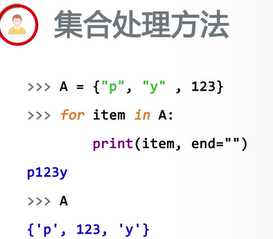 集合处理方法
>>> A = {"p", "y" , 123}
>>> for item in A:
        print(item, end="")
p123y
>>> A
{'p', 123, 'y'}